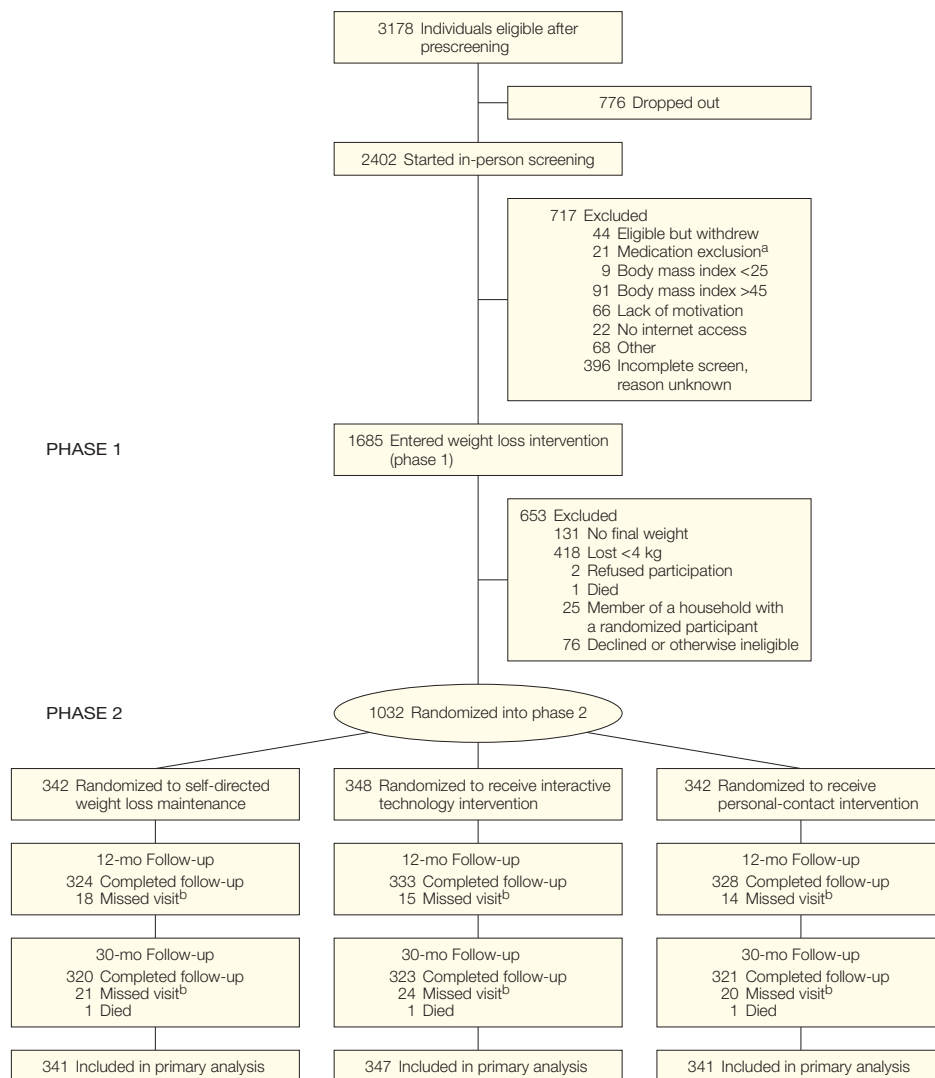 3178 Individuals eligible after
prescreening
776 Dropped out
2402 Started in-person screening
717 Excluded
44 Eligible but withdrew
21 Medication exclusionᵃ
9 Body mass index <25
91 Body mass index >45
66 Lack of motivation
22 No internet access
68 Other
396 Incomplete screen,
reason unknown
PHASE 1
1685 Entered weight loss intervention
(phase 1)
653 Excluded
131 No final weight
418 Lost <4 kg
2 Refused participation
1 Died
25 Member of a household with
a randomized participant
76 Declined or otherwise ineligible
PHASE 2
1032 Randomized into phase 2
342 Randomized to self-directed
weight loss maintenance
348 Randomized to receive interactive
technology intervention
342 Randomized to receive
personal-contact intervention
12-mo Follow-up
324 Completed follow-up
18 Missed visitᵇ
12-mo Follow-up
333 Completed follow-up
15 Missed visitᵇ
12-mo Follow-up
328 Completed follow-up
14 Missed visitᵇ
30-mo Follow-up
320 Completed follow-up
21 Missed visitᵇ
1 Died
30-mo Follow-up
323 Completed follow-up
24 Missed visitᵇ
1 Died
30-mo Follow-up
321 Completed follow-up
20 Missed visitᵇ
1 Died
341 Included in primary analysis
347 Included in primary analysis
341 Included in primary analysis